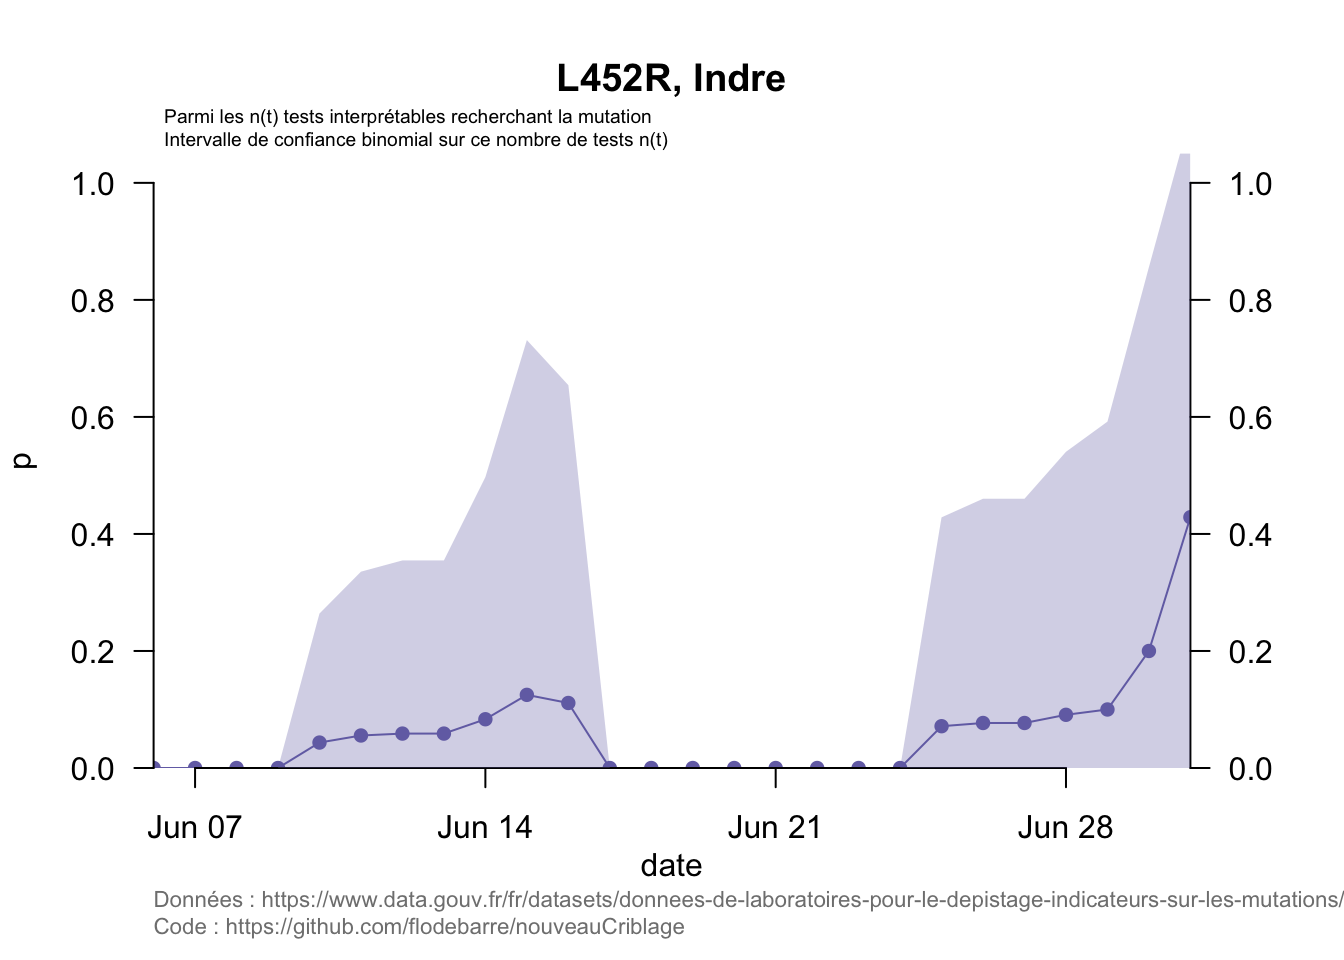 L452R, Indre
Parmi les n(t) tests interprétables recherchant la mutation
Intervalle de confiance binomial sur ce nombre de tests n(t)
1.0
0.8
0.6
0.4
0.2
0.0
p
1.0
0.8
0.6
0.4
0.2
0.0
Jun 07 Jun 14 Jun 21 Jun 28
date
Données : https://www.data.gouv.fr/fr/datasets/donnees-de-laboratoires-pour-le-depistage-indicateurs-sur-les-mutations/
Code : https://github.com/flodebarre/nouveauCriblage